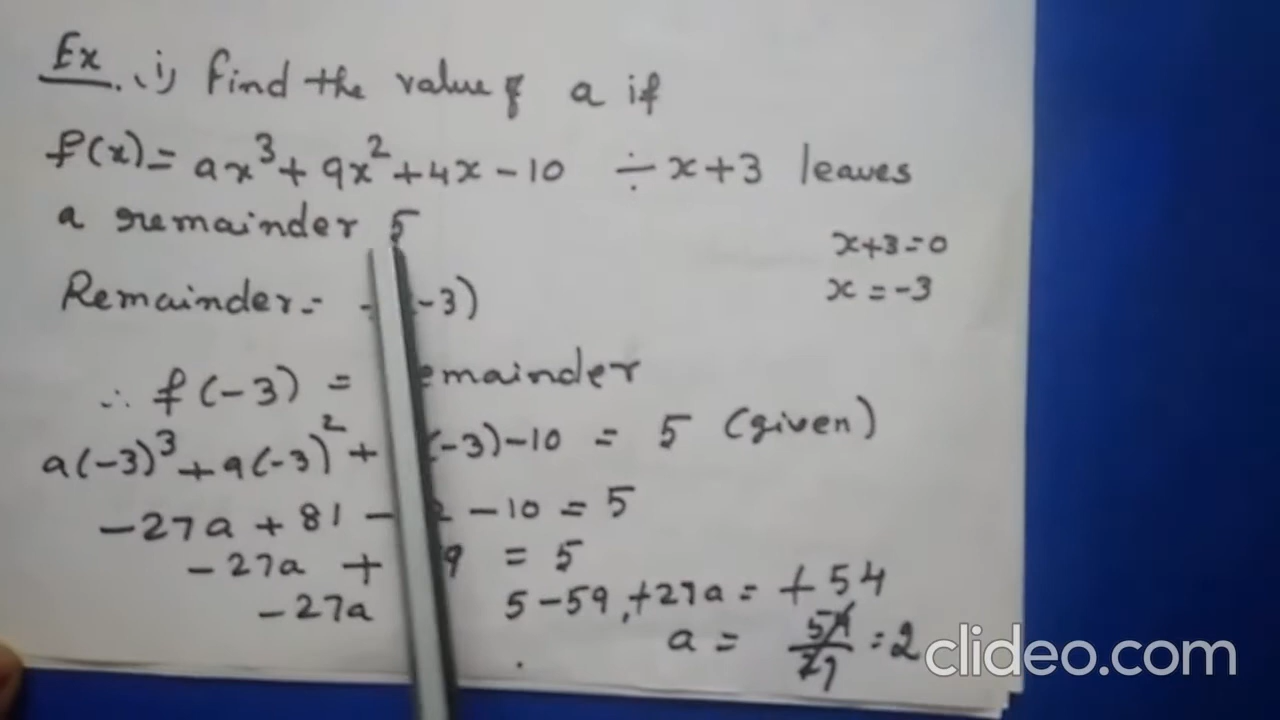 Ex. i) Find the value of a if
f(x) = ax³ + 9x² + 4x - 10 ÷ x + 3 leaves
a remainder 5
x+3=0
Remainder = (-3)
x = -3
∴ f(-3) = emainder
a(-3)³ + 9(-3)² + (-3) - 10 = 5 (given)
-27a + 81 - 2 - 10 = 5
-27a + 9 = 5
-27a 5 - 59, +27a = +54
a = 54/27 = 2
clideo.com